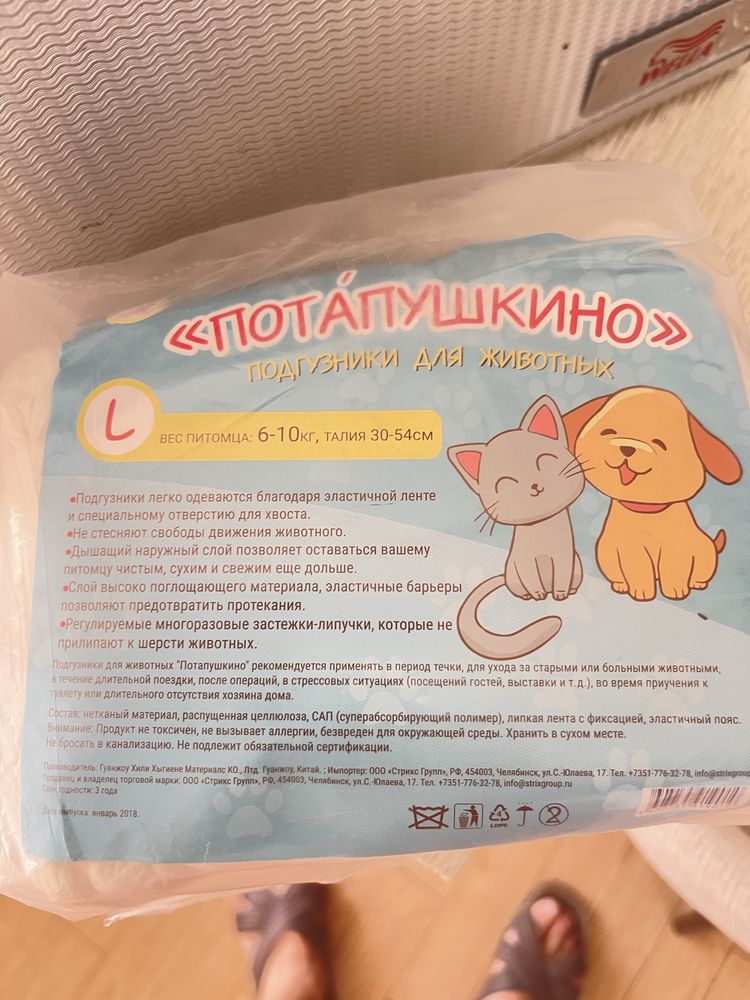 WELLA
«ПОТА́ПУШКИНО»
ПОДГУЗНИКИ ДЛЯ ЖИВОТНЫХ
L
ВЕС ПИТОМЦА: 6-10КГ, ТАЛИЯ 30-54СМ
•Подгузники легко одеваются благодаря эластичной ленте
и специальному отверстию для хвоста.
•Не стесняют свободы движения животного.
•Дышащий наружный слой позволяет оставаться вашему
питомцу чистым, сухим и свежим еще дольше.
•Слой высоко поглощающего материала, эластичные барьеры
позволяют предотвратить протекания.
•Регулируемые многоразовые застежки-липучки, которые не
прилипают к шерсти животных.
Подгузники для животных "Потапушкино" рекомендуется применять в период течки, для ухода за старыми или больными животными,
в течение длительной поездки, после операций, в стрессовых ситуациях (посещений гостей, выставки и т.д.), во время приучения к
туалету или длительного отсутствия хозяина дома.
Состав: нетканый материал, распущенная целлюлоза, САП (суперабсорбирующий полимер), липкая лента с фиксацией, эластичный пояс.
Внимание: Продукт не токсичен, не вызывает аллергии, безвреден для окружающей среды. Хранить в сухом месте.
Не бросать в канализацию. Не подлежит обязательной сертификации.
Производитель: Гуанжоу Хили Хыгиене Материалс КО., Лтд. Гуанжоу, Китай. ; Импортер: ООО «Стрикс Групп», РФ, 454003, Челябинск, ул.С.-Юлаева, 17. Тел. +7351-776-32-78, info@strixgroup
Продавец и владелец торговой марки: ООО «Стрикс Групп», РФ, 454003, Челябинск, ул.С.-Юлаева, 17. Тел. +7351-776-32-78, info@strixgroup.ru
Срок годности: 3 года
Дата выпуска: январь 2018.
4
LDPE